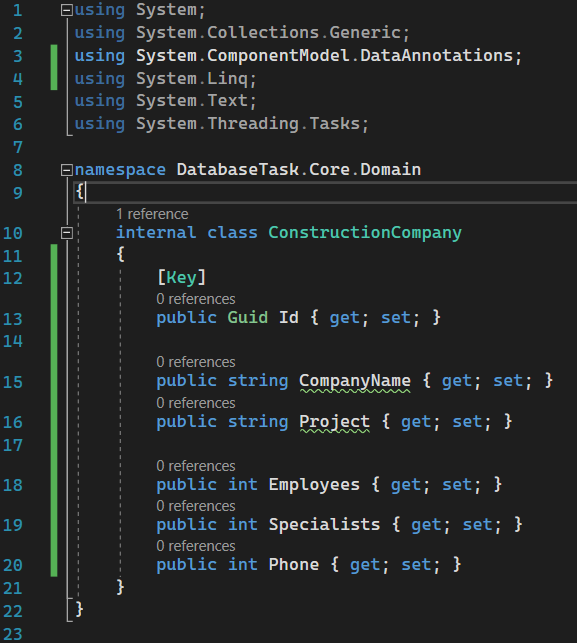 1 using System;
2 using System.Collections.Generic;
3 using System.ComponentModel.DataAnnotations;
4 using System.Linq;
5 using System.Text;
6 using System.Threading.Tasks;
7
8 namespace DatabaseTask.Core.Domain
9 {
1 reference
10 internal class ConstructionCompany
11 {
12 [Key]
0 references
13 public Guid Id { get; set; }
14
0 references
15 public string CompanyName { get; set; }
0 references
16 public string Project { get; set; }
17
0 references
18 public int Employees { get; set; }
0 references
19 public int Specialists { get; set; }
0 references
20 public int Phone { get; set; }
21 }
22 }
23